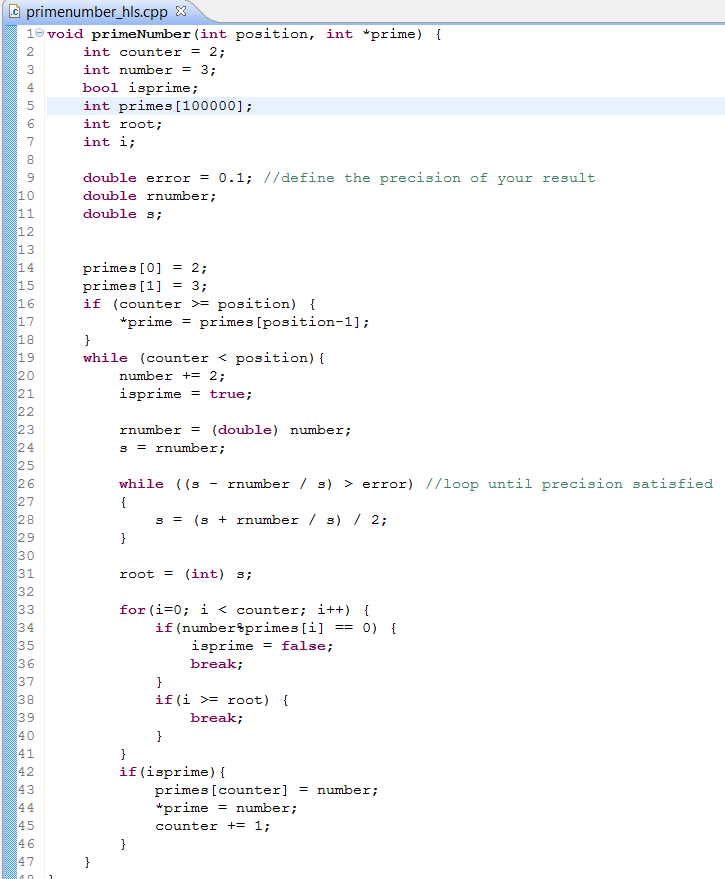 primenumber_hls.cpp
1 void primeNumber(int position, int *prime) {
2     int counter = 2;
3     int number = 3;
4     bool isprime;
5     int primes[100000];
6     int root;
7     int i;
8
9     double error = 0.1; //define the precision of your result
10     double rnumber;
11     double s;
12
13
14     primes[0] = 2;
15     primes[1] = 3;
16     if (counter >= position) {
17         *prime = primes[position-1];
18     }
19     while (counter < position){
20         number += 2;
21         isprime = true;
22
23         rnumber = (double) number;
24         s = rnumber;
25
26         while ((s - rnumber / s) > error) //loop until precision satisfied
27         {
28             s = (s + rnumber / s) / 2;
29         }
30
31         root = (int) s;
32
33         for(i=0; i < counter; i++) {
34             if(number%primes[i] == 0) {
35                 isprime = false;
36                 break;
37             }
38             if(i >= root) {
39                 break;
40             }
41         }
42         if(isprime){
43             primes[counter] = number;
44             *prime = number;
45             counter += 1;
46         }
47     }